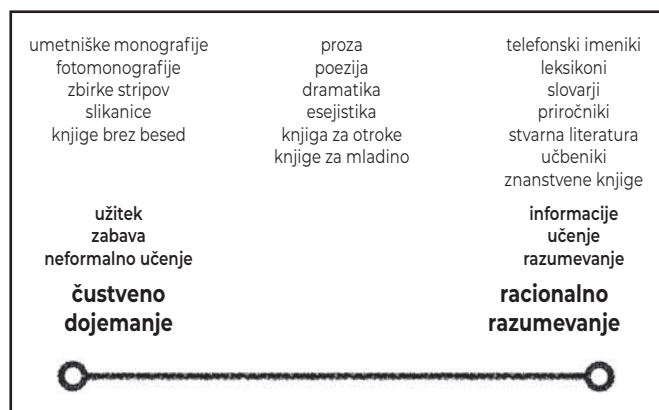 umetniške monografije
fotomonografije
zbirke stripov
slikanice
knjige brez besed
proza
poezija
dramatika
esejistika
knjiga za otroke
knjige za mladino
telefonski imeniki
leksikoni
slovarji
priročniki
stvarna literatura
učbeniki
znanstvene knjige
užitek
zabava
neformalno učenje
informacije
učenje
razumevanje
čustveno
dojemanje
racionalno
razumevanje